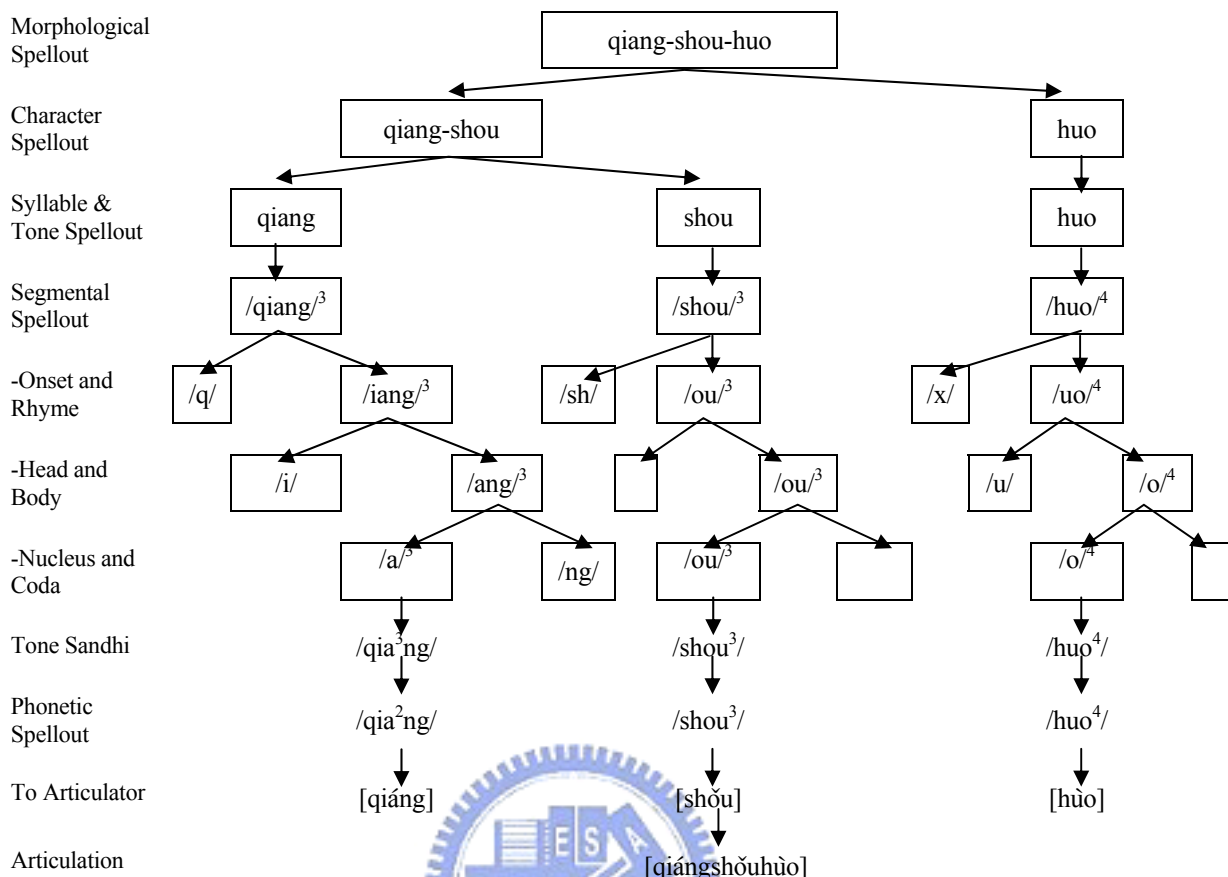 Morphological
Spellout
qiang-shou-huo
Character
Spellout
qiang-shou
huo
Syllable &
Tone Spellout
qiang
shou
huo
Segmental
Spellout
/qiang/³
/shou/³
/huo/⁴
-Onset and
Rhyme
/q/
/iang/³
/sh/
/ou/³
/x/
/uo/⁴
-Head and
Body
/i/
/ang/³
/ou/³
/u/
/o/⁴
-Nucleus and
Coda
/a/³
/ng/
/ou/³
/o/⁴
Tone Sandhi
/qia³ng/
/shou³/
/huo⁴/
Phonetic
Spellout
/qia²ng/
/shou³/
/huo⁴/
To Articulator
[qiáng]
[shǒu]
[hùo]
E S A
Articulation
[qiángshǒuhùo]